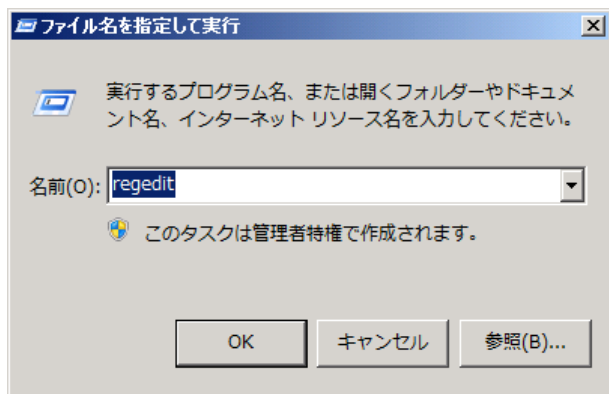 ファイル名を指定して実行
実行するプログラム名、または開くフォルダーやドキュメ
ント名、インターネット リソース名を入力してください。
名前(O): regedit
このタスクは管理者特権で作成されます。
OK キャンセル 参照(B)...